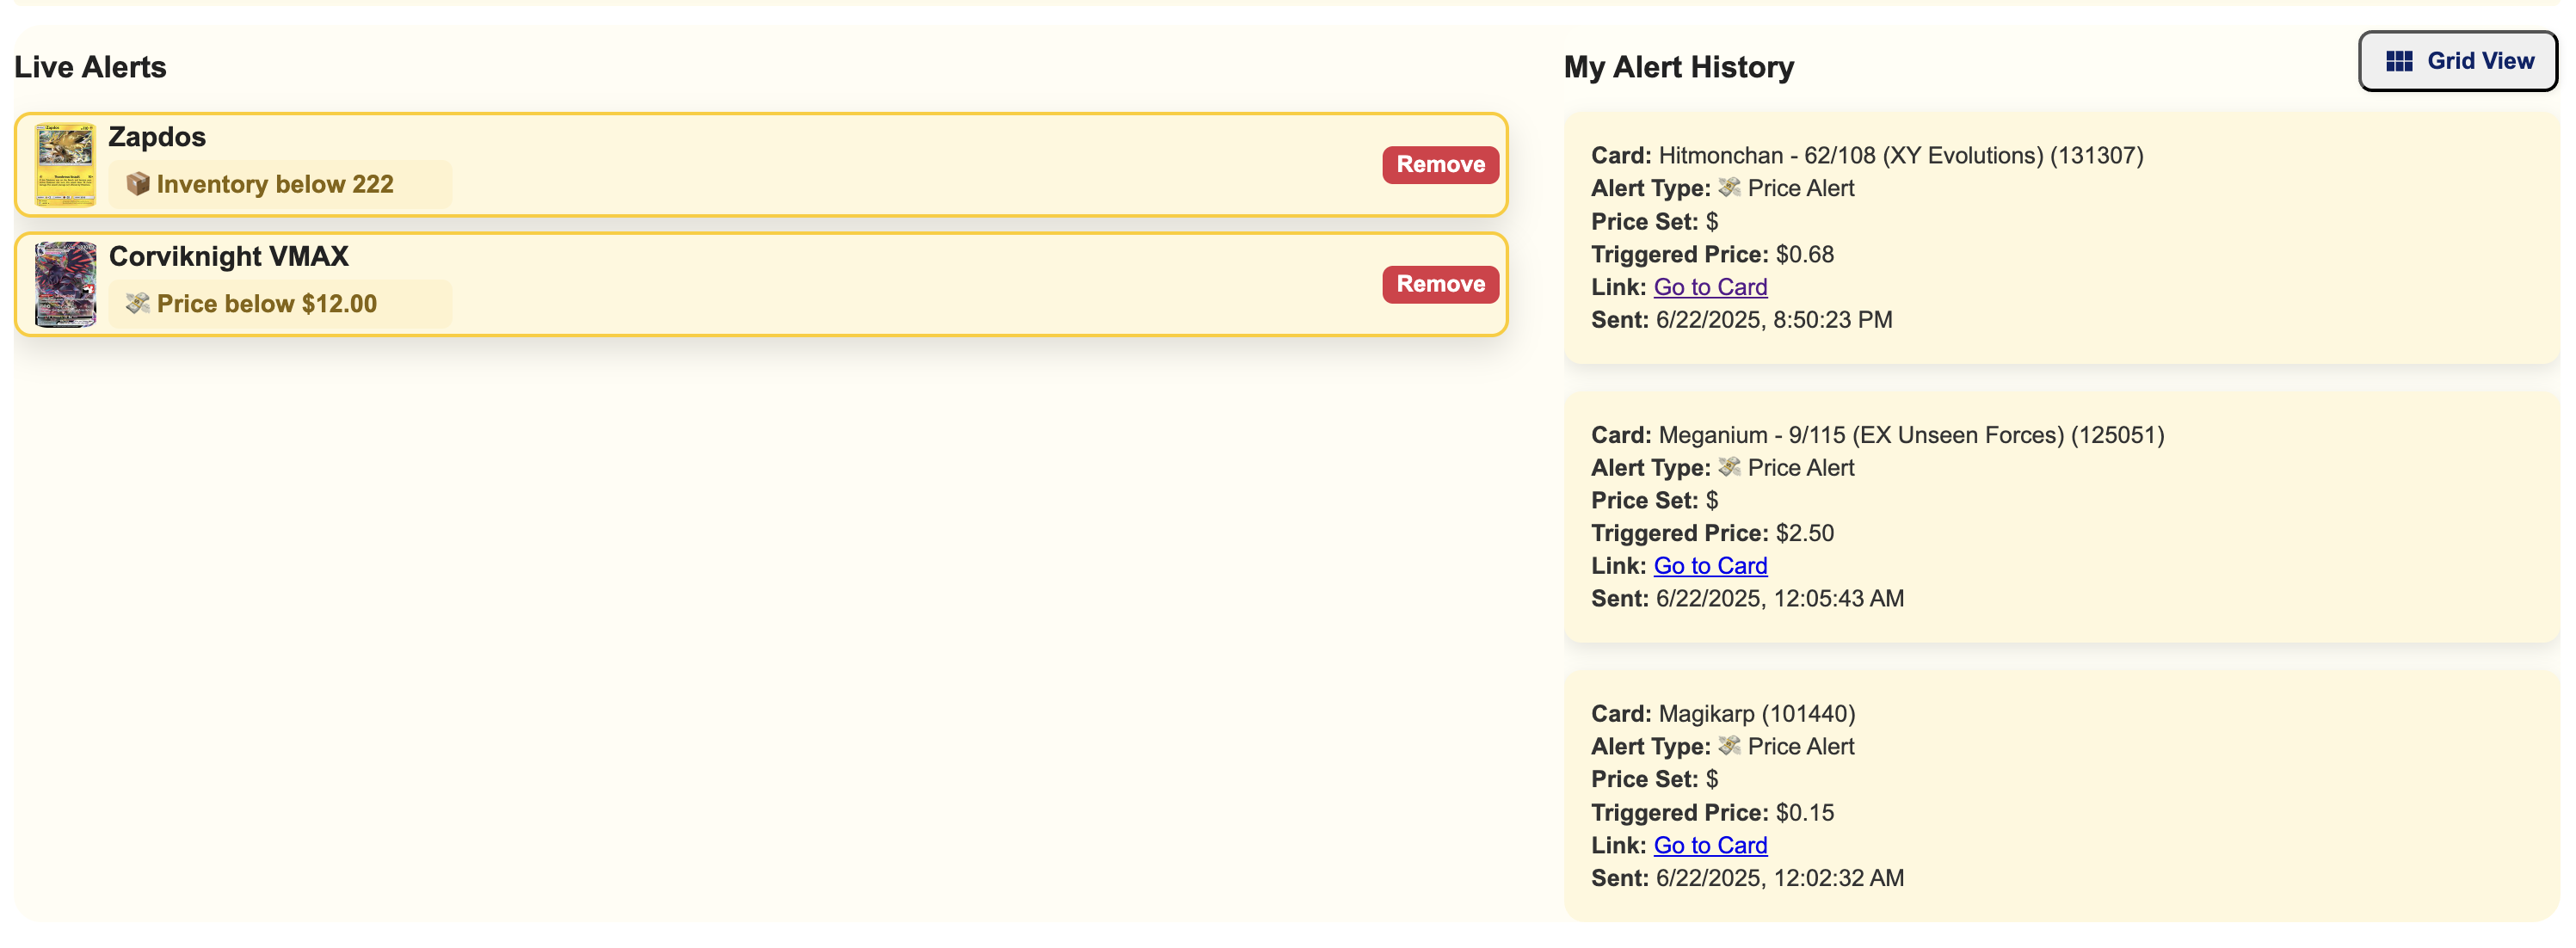 Live Alerts
Zapdos
📦 Inventory below 222
Remove
Corviknight VMAX
💸 Price below $12.00
Remove
My Alert History
Grid View
Card: Hitmonchan - 62/108 (XY Evolutions) (131307)
Alert Type: 💸 Price Alert
Price Set: $
Triggered Price: $0.68
Link: Go to Card
Sent: 6/22/2025, 8:50:23 PM
Card: Meganium - 9/115 (EX Unseen Forces) (125051)
Alert Type: 💸 Price Alert
Price Set: $
Triggered Price: $2.50
Link: Go to Card
Sent: 6/22/2025, 12:05:43 AM
Card: Magikarp (101440)
Alert Type: 💸 Price Alert
Price Set: $
Triggered Price: $0.15
Link: Go to Card
Sent: 6/22/2025, 12:02:32 AM